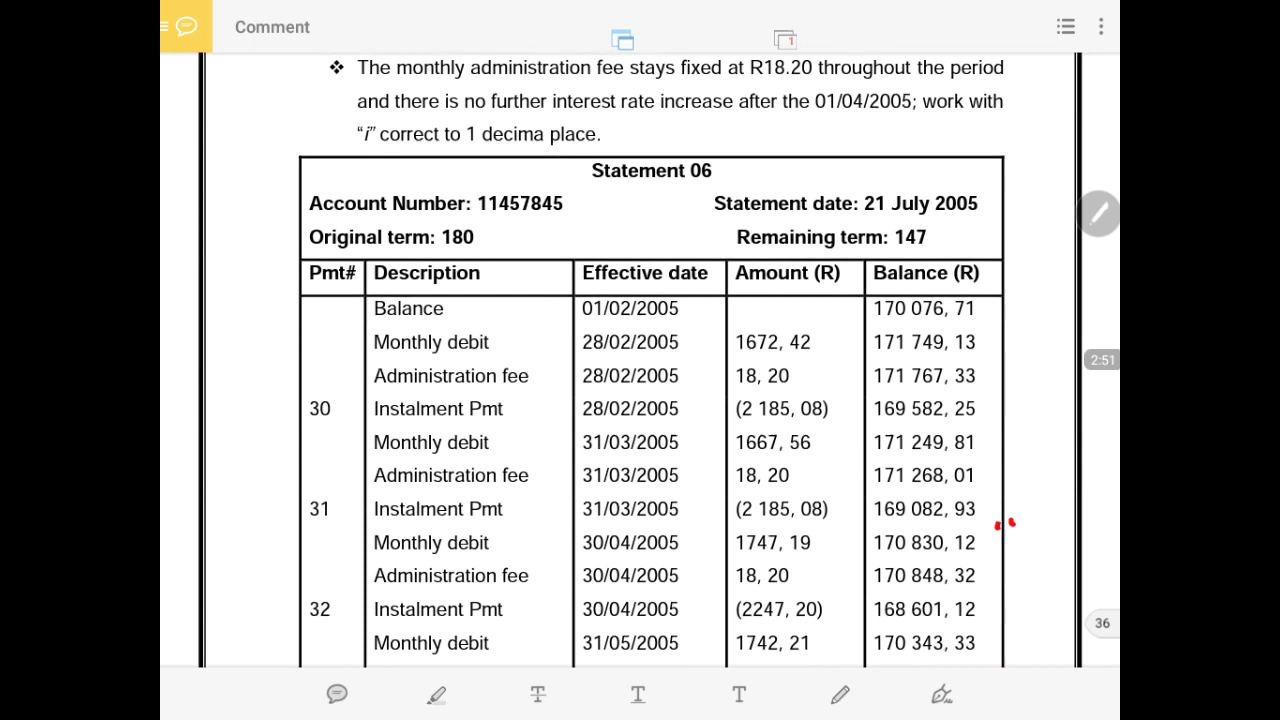 Comment
1
❖ The monthly administration fee stays fixed at R18.20 throughout the period
and there is no further interest rate increase after the 01/04/2005; work with
“i” correct to 1 decima place.
Statement 06
Account Number: 11457845 Statement date: 21 July 2005
Original term: 180 Remaining term: 147
Pmt# Description Effective date Amount (R) Balance (R)
Balance 01/02/2005 170 076, 71
Monthly debit 28/02/2005 1672, 42 171 749, 13
Administration fee 28/02/2005 18, 20 171 767, 33
30 Instalment Pmt 28/02/2005 (2 185, 08) 169 582, 25
Monthly debit 31/03/2005 1667, 56 171 249, 81
Administration fee 31/03/2005 18, 20 171 268, 01
31 Instalment Pmt 31/03/2005 (2 185, 08) 169 082, 93
Monthly debit 30/04/2005 1747, 19 170 830, 12
Administration fee 30/04/2005 18, 20 170 848, 32
32 Instalment Pmt 30/04/2005 (2247, 20) 168 601, 12
Monthly debit 31/05/2005 1742, 21 170 343, 33
2:51
36